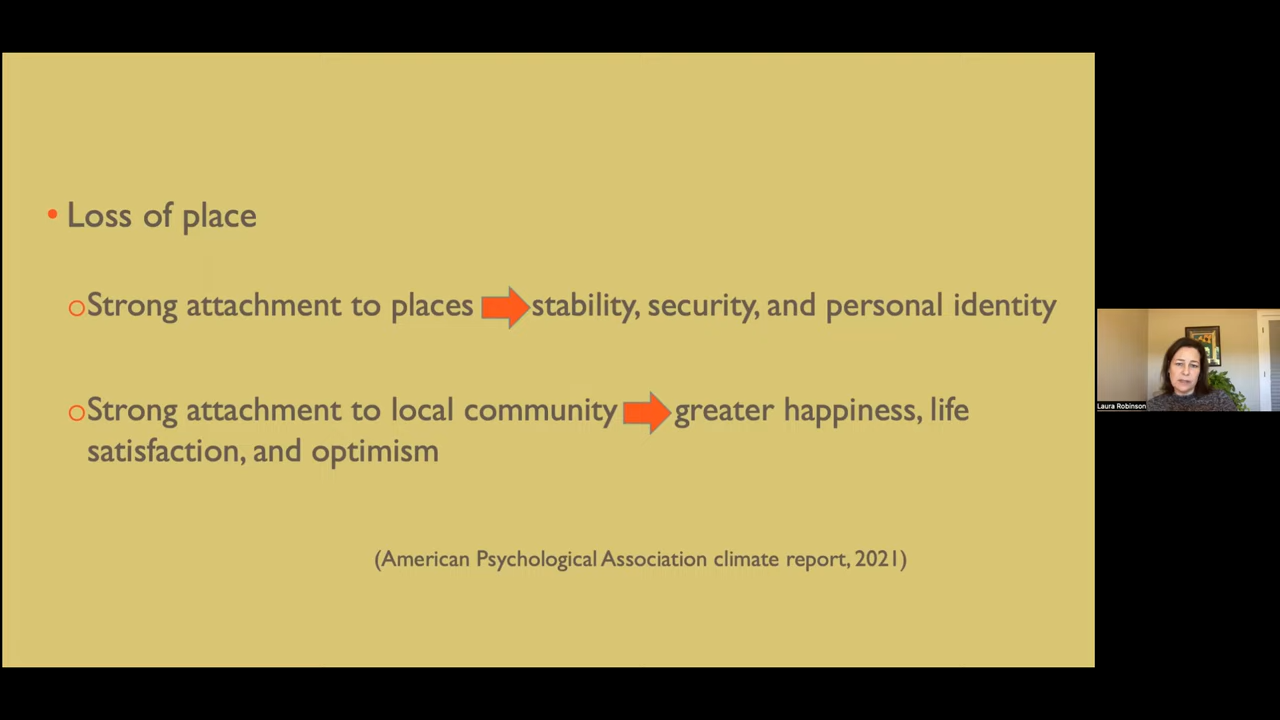 • Loss of place
○Strong attachment to places ➡ stability, security, and personal identity
○Strong attachment to local community ➡ greater happiness, life
satisfaction, and optimism
(American Psychological Association climate report, 2021)
Laura Robinson